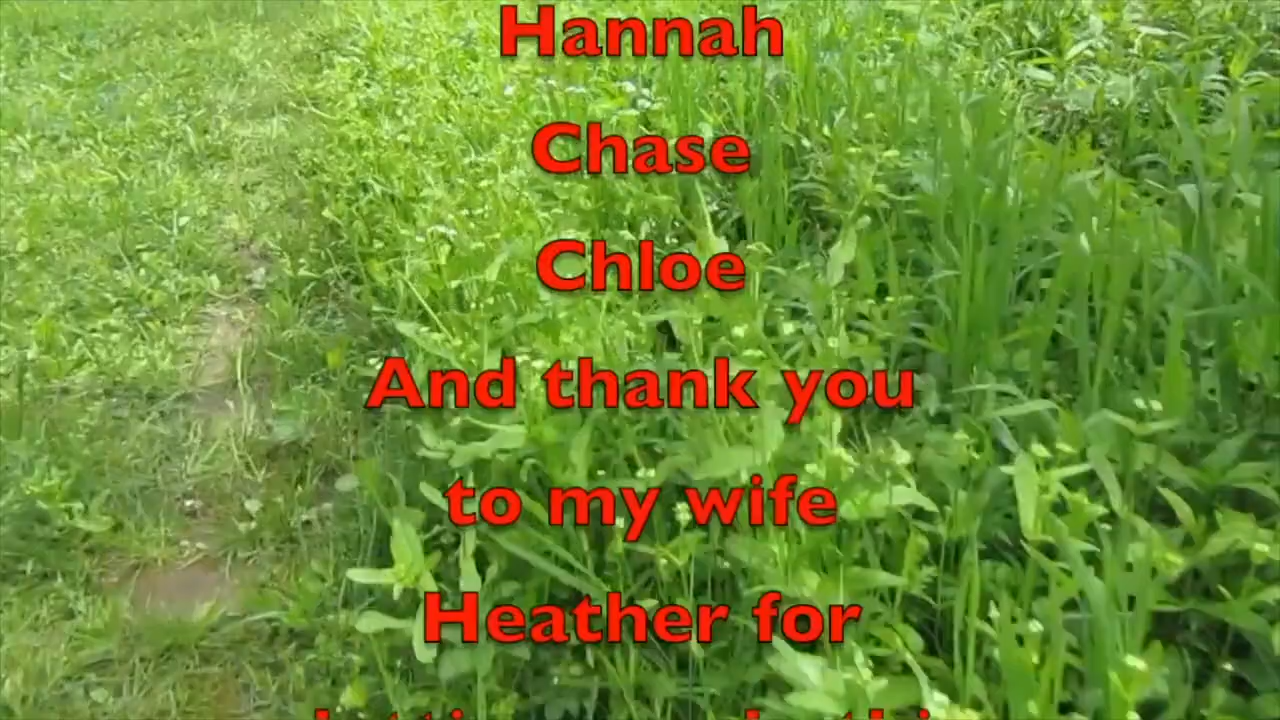 Hannah
Chase
Chloe
And thank you
to my wife
Heather for